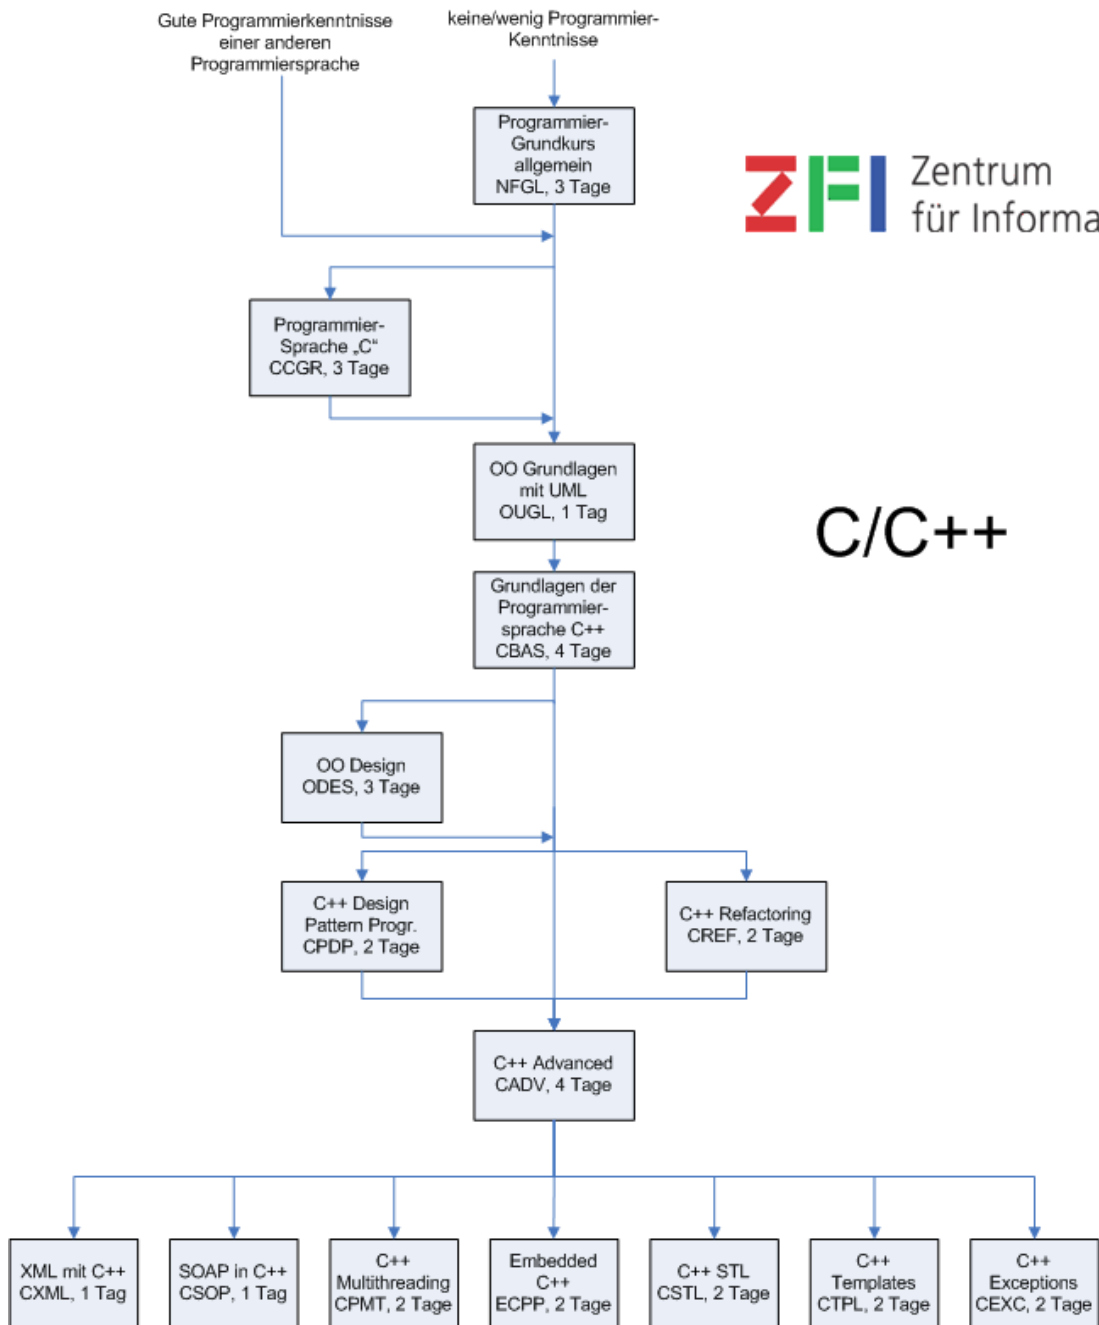 Gute Programmierkenntnisse
einer anderen
Programmiersprache
keine/wenig Programmier-
Kenntnisse
Programmier-
Grundkurs
allgemein
NFGL, 3 Tage
ZFI
Zentrum
für Informa
Programmier-
Sprache „C“
CCGR, 3 Tage
OO Grundlagen
mit UML
OUGL, 1 Tag
C/C++
Grundlagen der
Programmier-
sprache C++
CBAS, 4 Tage
OO Design
ODES, 3 Tage
C++ Design
Pattern Progr.
CPDP, 2 Tage
C++ Refactoring
CREF, 2 Tage
C++ Advanced
CADV, 4 Tage
XML mit C++
CXML, 1 Tag
SOAP in C++
CSOP, 1 Tag
C++
Multithreading
CPMT, 2 Tage
Embedded
C++
ECPP, 2 Tage
C++ STL
CSTL, 2 Tage
C++
Templates
CTPL, 2 Tage
C++
Exceptions
CEXC, 2 Tage